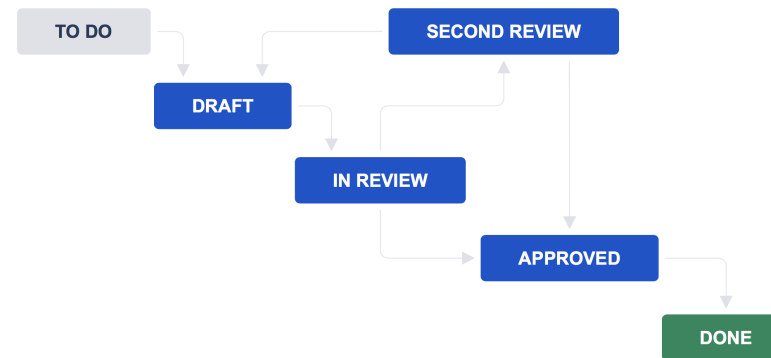 TO DO
SECOND REVIEW
DRAFT
IN REVIEW
APPROVED
DONE